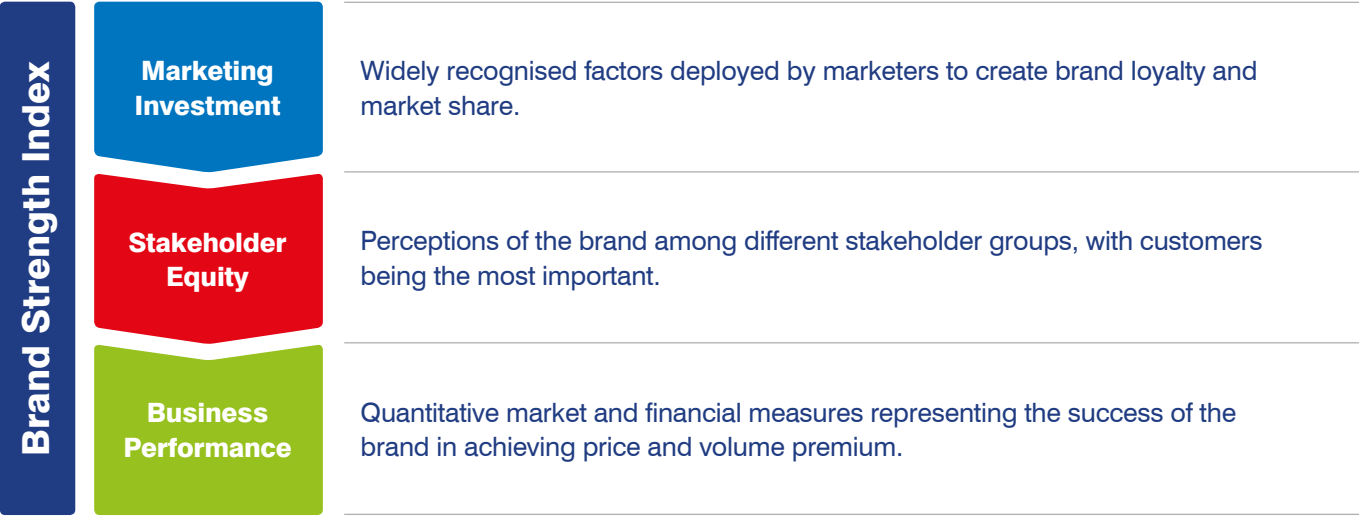 Brand Strength Index
Marketing
Investment
Widely recognised factors deployed by marketers to create brand loyalty and
market share.
Stakeholder
Equity
Perceptions of the brand among different stakeholder groups, with customers
being the most important.
Business
Performance
Quantitative market and financial measures representing the success of the
brand in achieving price and volume premium.